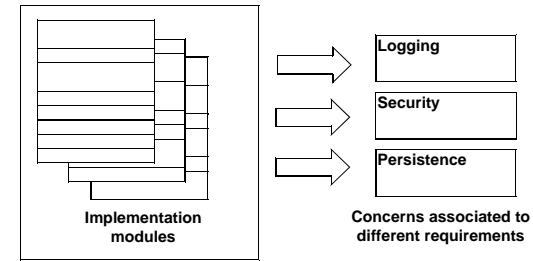 Logging
Security
Persistence
Implementation
modules
Concerns associated to
different requirements